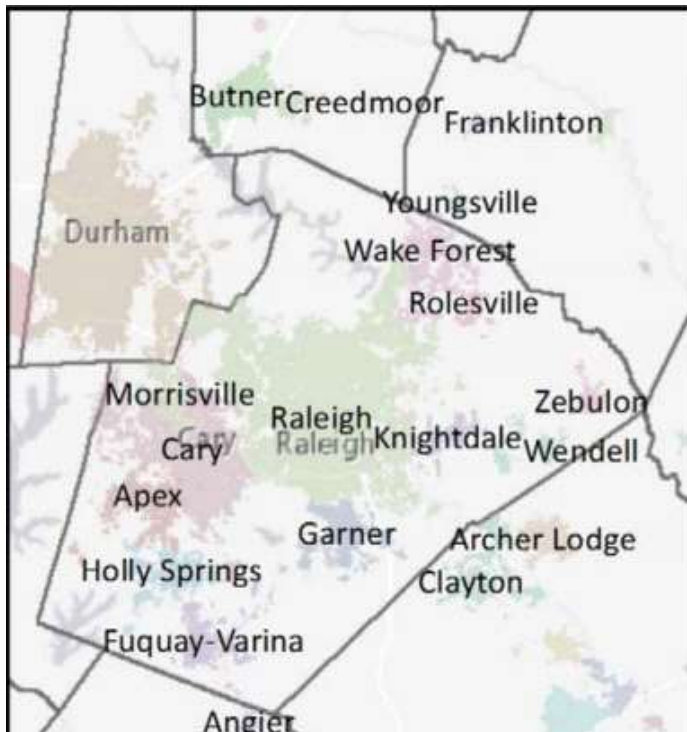 Butner
Creedmoor
Franklinton
Youngsville
Durham
Wake Forest
Rolesville
Morrisville
Zebulon
Raleigh
Cary
Cary
Raleigh
Knightdale
Wendell
Apex
Garner
Archer Lodge
Holly Springs
Clayton
Fuquay-Varina
Angier